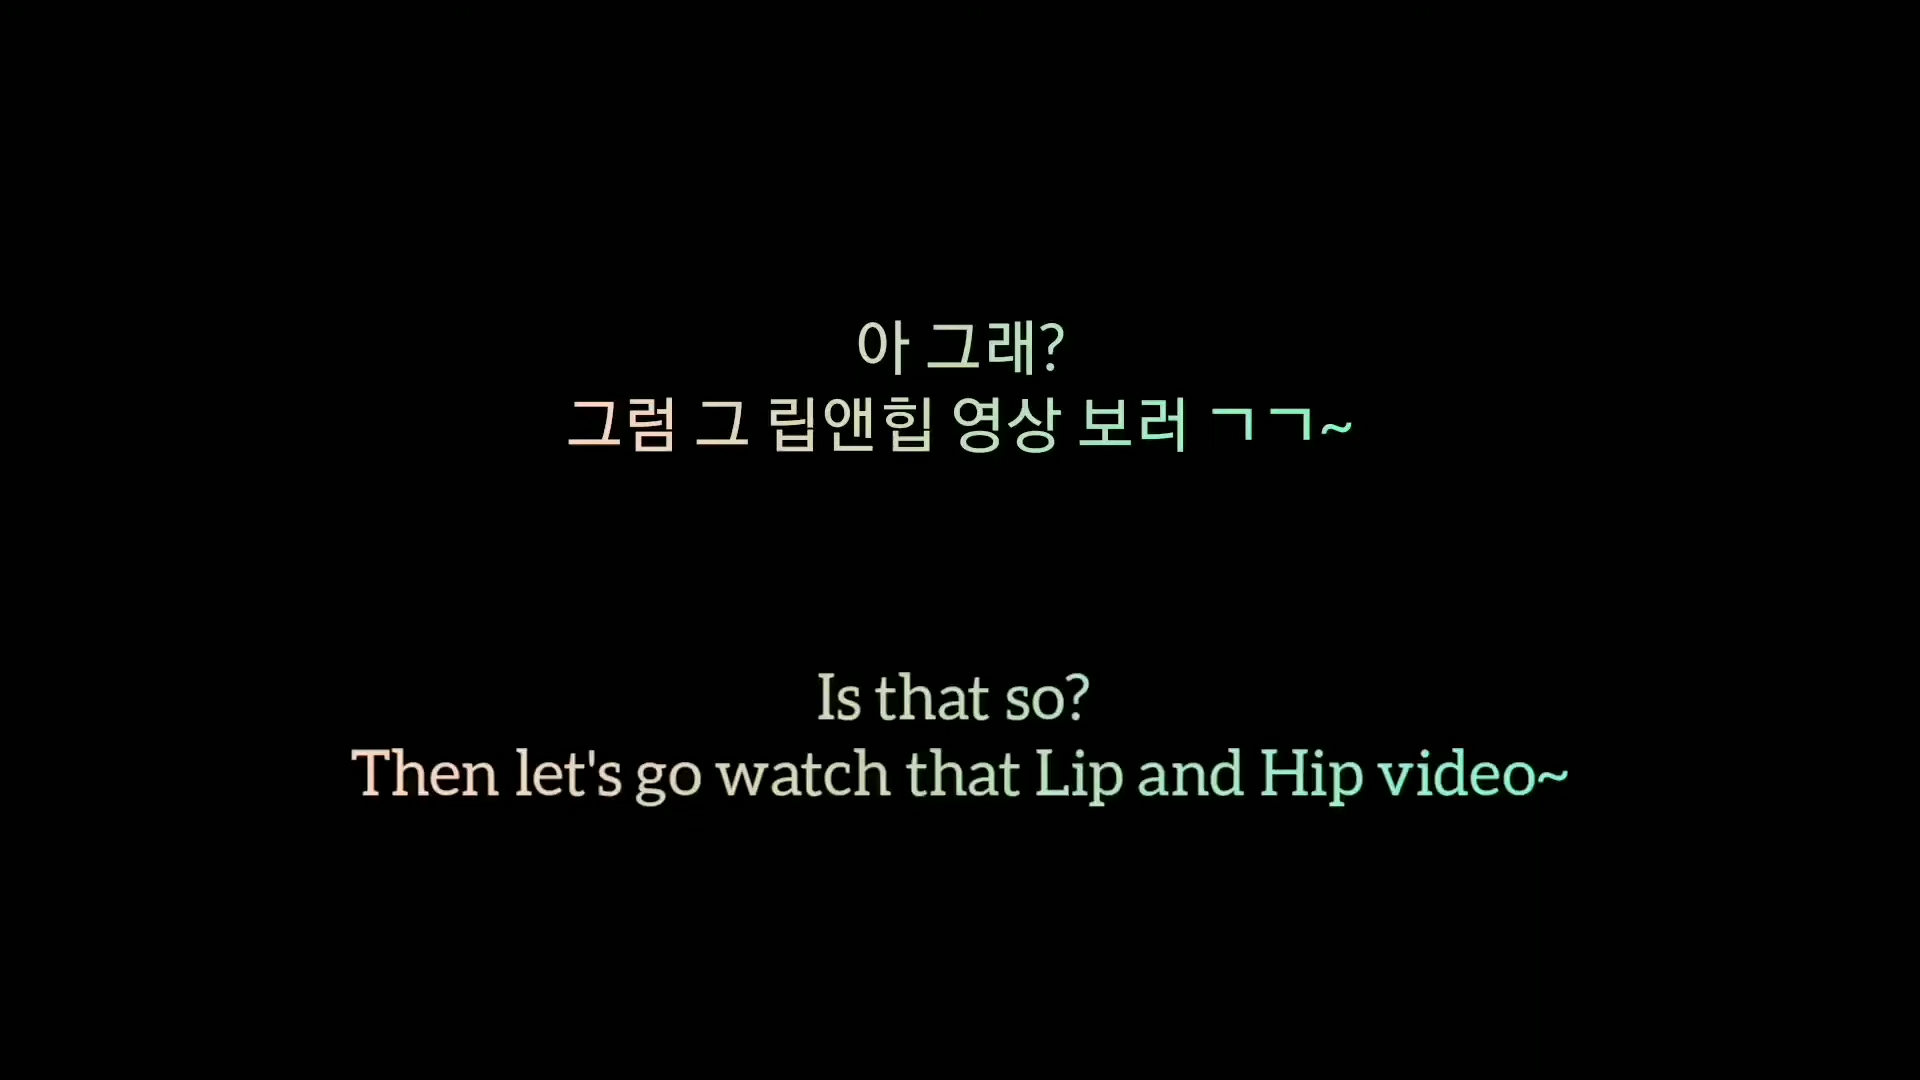 아 그래?
그럼 그 립앤힙 영상 보러 ㄱㄱ~
Is that so?
Then let's go watch that Lip and Hip video~